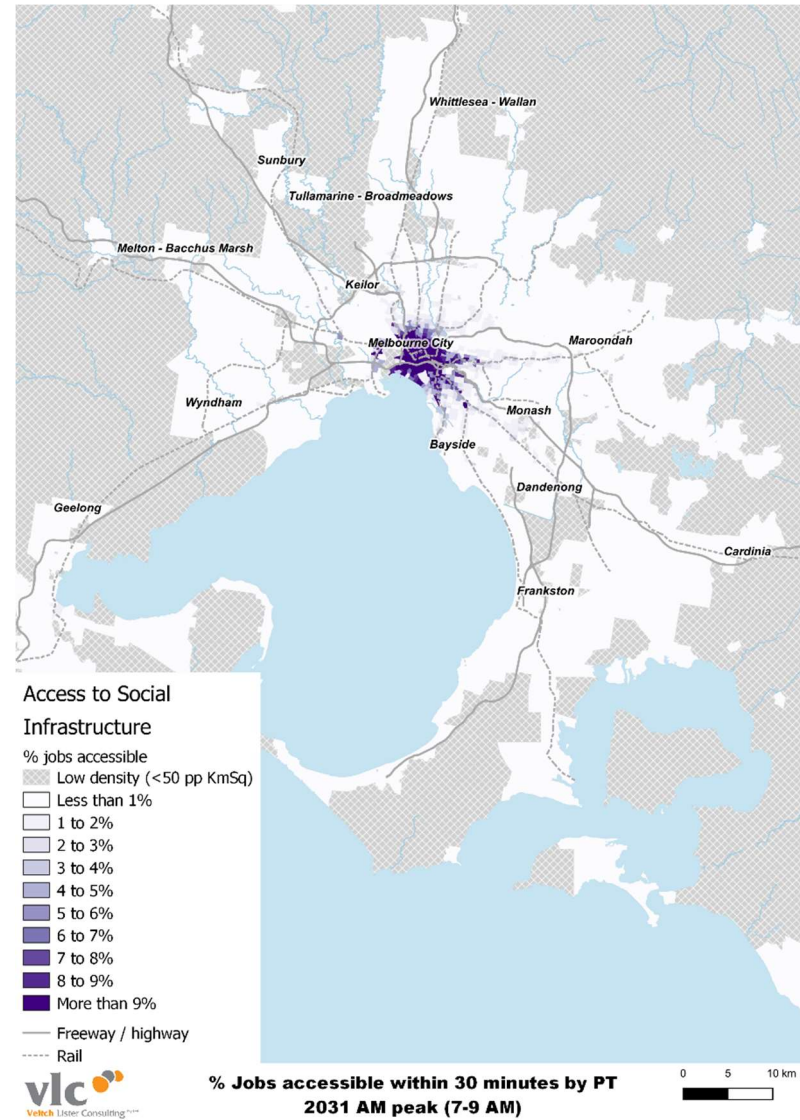 Whittlesea - Wallan
Sunbury
Tullamarine - Broadmeadows
Melton - Bacchus Marsh
Keilor
Melbourne City
Maroondah
Wyndham
Monash
Bayside
Dandenong
Geelong
Cardinia
Frankston
Access to Social
Infrastructure
% jobs accessible
Low density (<50 pp KmSq)
Less than 1%
1 to 2%
2 to 3%
3 to 4%
4 to 5%
5 to 6%
6 to 7%
7 to 8%
8 to 9%
More than 9%
Freeway / highway
Rail
vlc
Veitch Lister Consulting
% Jobs accessible within 30 minutes by PT
2031 AM peak (7-9 AM)
0 5 10 km